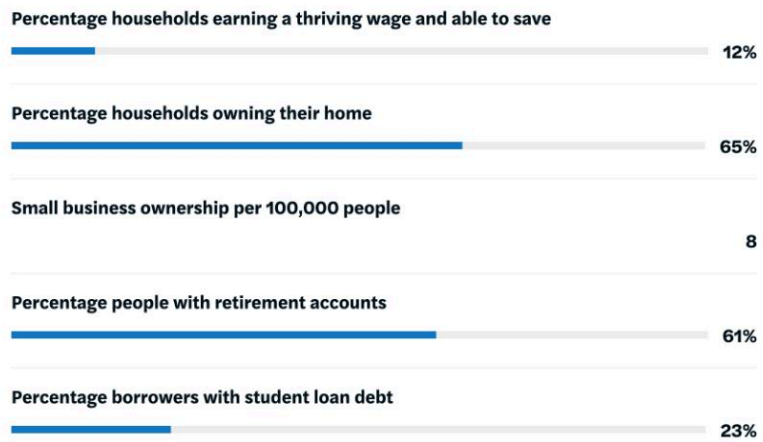 Percentage households earning a thriving wage and able to save
12%
Percentage households owning their home
65%
Small business ownership per 100,000 people
8
Percentage people with retirement accounts
61%
Percentage borrowers with student loan debt
23%